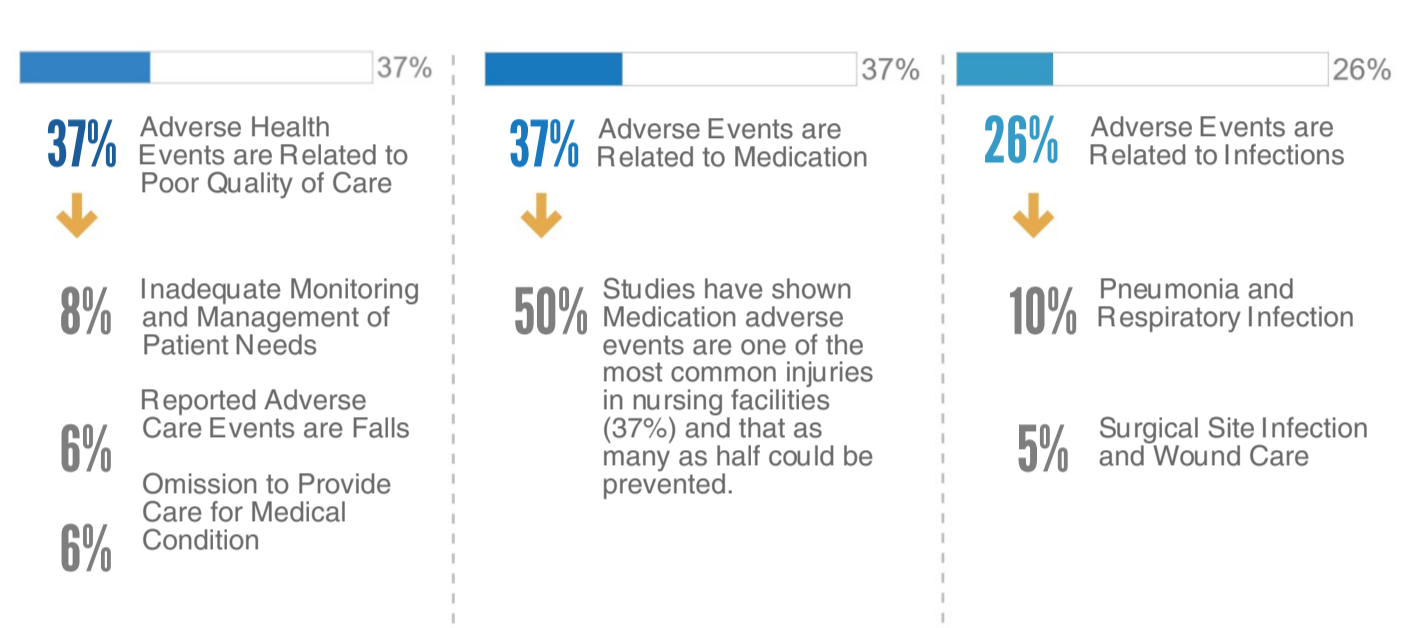 37%
37%
Adverse Health
Events are Related to
Poor Quality of Care
8%
Inadequate Monitoring
and Management of
Patient Needs
6%
Reported Adverse
Care Events are Falls
6%
Omission to Provide
Care for Medical
Condition
37%
37%
Adverse Events are
Related to Medication
50%
Studies have shown
Medication adverse
events are one of the
most common injuries
in nursing facilities
(37%) and that as
many as half could be
prevented.
26%
26%
Adverse Events are
Related to Infections
10%
Pneumonia and
Respiratory Infection
5%
Surgical Site Infection
and Wound Care